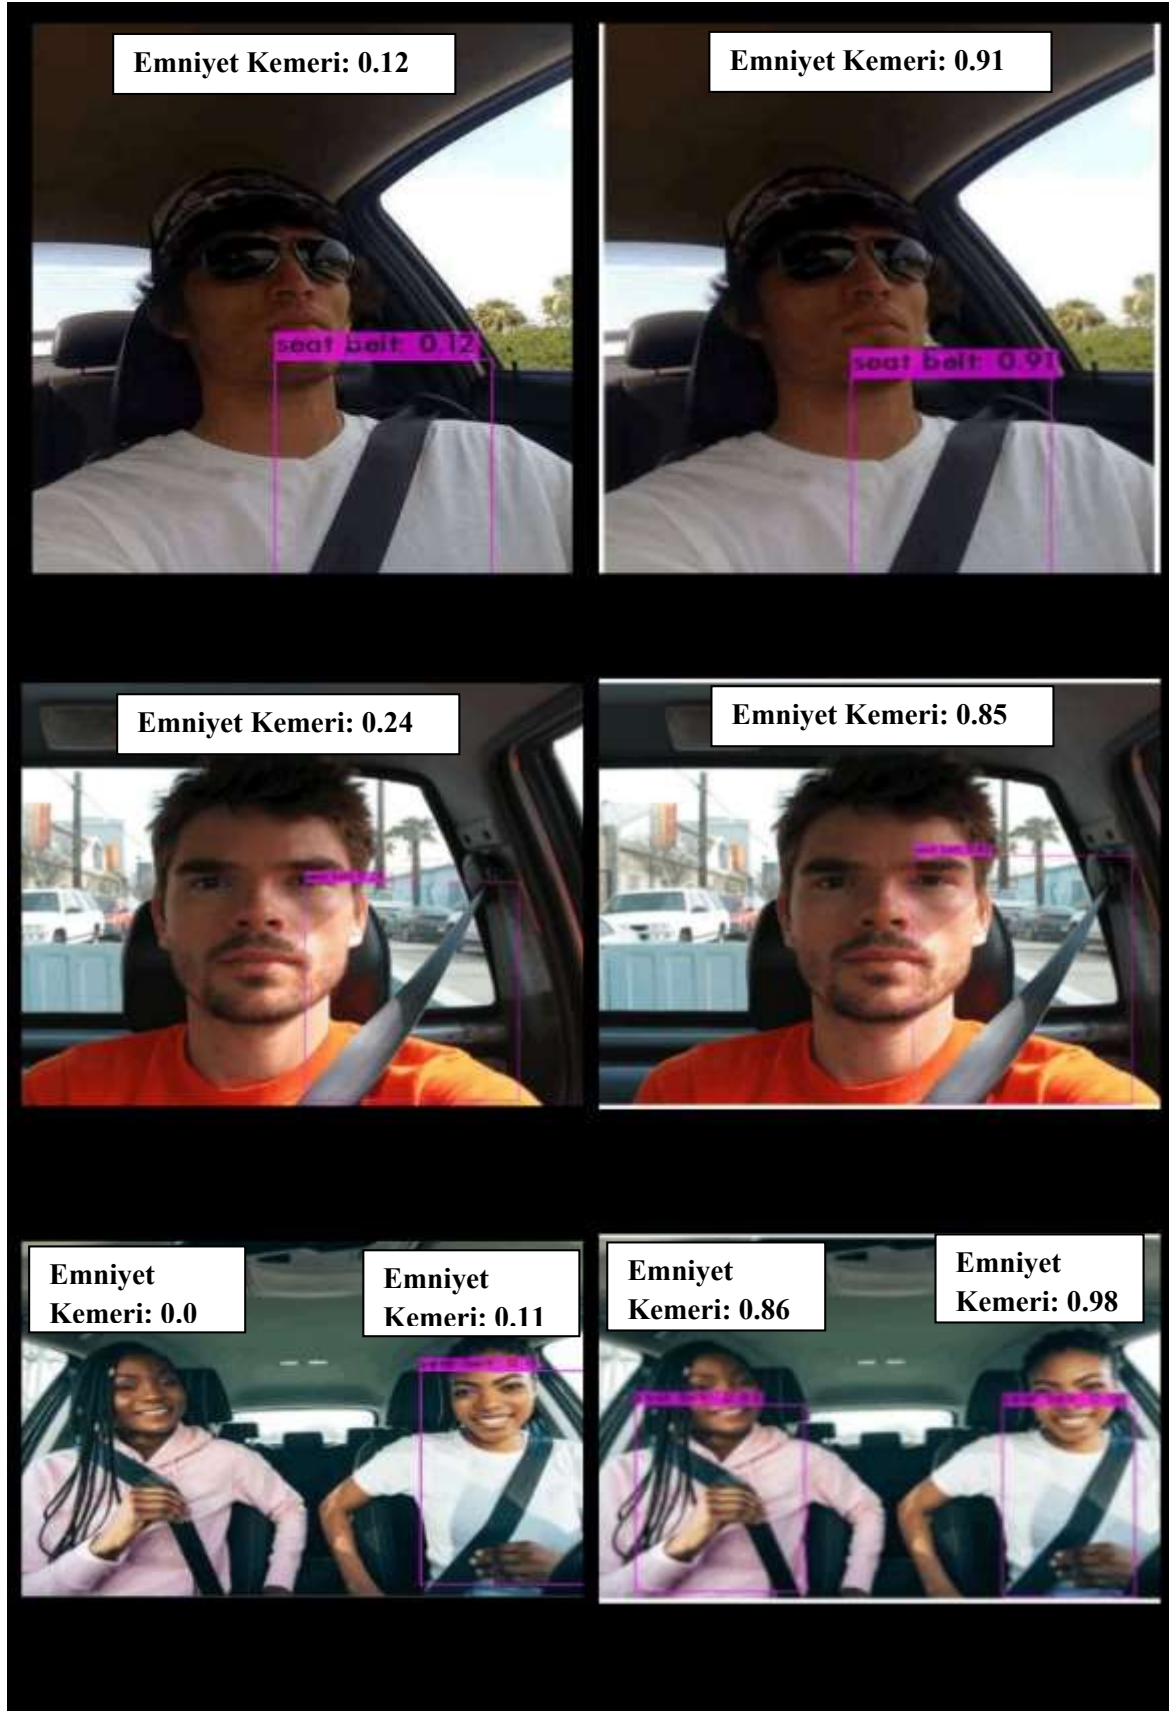 Emniyet Kemeri: 0.12
Emniyet Kemeri: 0.91
seat belt: 0.12
seat belt: 0.91
Emniyet Kemeri: 0.24
Emniyet Kemeri: 0.85
Emniyet
Kemeri: 0.0
Emniyet
Kemeri: 0.11
Emniyet
Kemeri: 0.86
Emniyet
Kemeri: 0.98